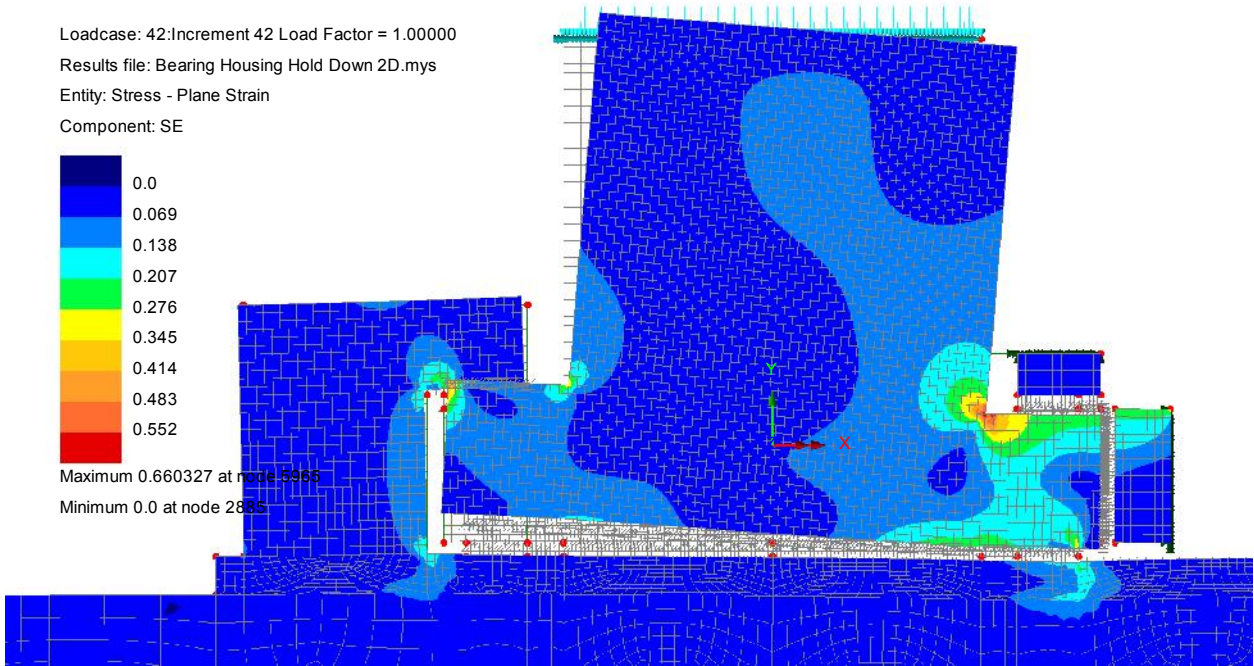 Loadcase: 42:Increment 42 Load Factor = 1.00000
Results file: Bearing Housing Hold Down 2D.mys
Entity: Stress - Plane Strain
Component: SE
0.0
0.069
0.138
0.207
0.276
0.345
0.414
0.483
0.552
Maximum 0.660327 at node 5965
Minimum 0.0 at node 2885
Y
X